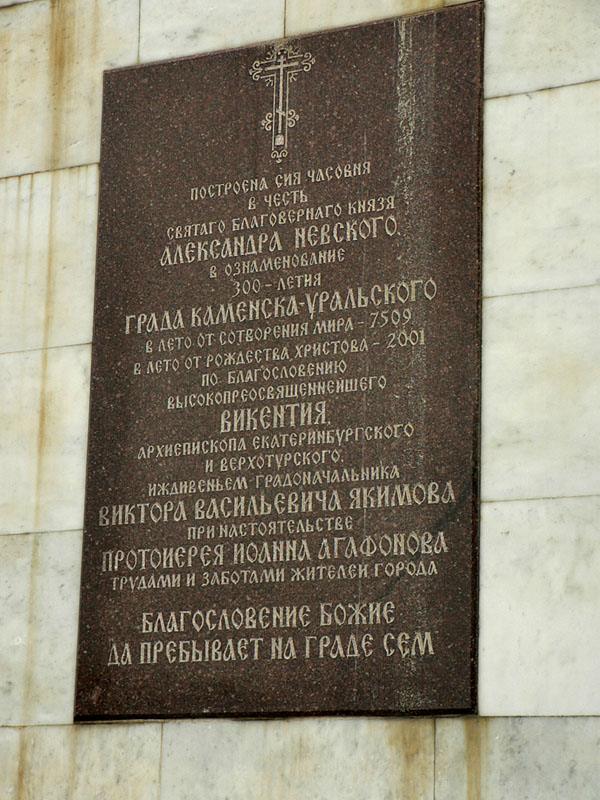 ПОСТРОЕНА СИЯ ЧАСОВНЯ
В ЧЕСТЬ
СВЯТАГО БЛАГОВЕРНАГО КНЯЗЯ
АЛЕКСАНДРА НЕВСКОГО.
В ОЗНАМЕНОВАНИЕ
300-ЛЕТИЯ
ГРАДА КАМЕНСКА-УРАЛЬСКОГО
В ЛЕТО ОТ СОТВОРЕНИЯ МИРА - 7509
В ЛЕТО ОТ РОЖДЕСТВА ХРИСТОВА - 2001
ПО БЛАГОСЛОВЕНИЮ
ВЫСОКОПРЕОСВЯЩЕННЕЙШЕГО
ВИКЕНТИЯ,
АРХИЕПИСКОПА ЕКАТЕРИНБУРГСКОГО
И ВЕРХОТУРСКОГО,
ИЖДИВЕНЬЕМ ГРАДОНАЧАЛЬНИКА
ВИКТОРА ВАСИЛЬЕВИЧА ЯКИМОВА
ПРИ НАСТОЯТЕЛЬСТВЕ
ПРОТОИЕРЕЯ ИОАННА АГАФОНОВА
ТРУДАМИ И ЗАБОТАМИ ЖИТЕЛЕЙ ГОРОДА
БЛАГОСЛОВЕНИЕ БОЖИЕ
ДА ПРЕБЫВАЕТ НА ГРАДЕ СЕМ